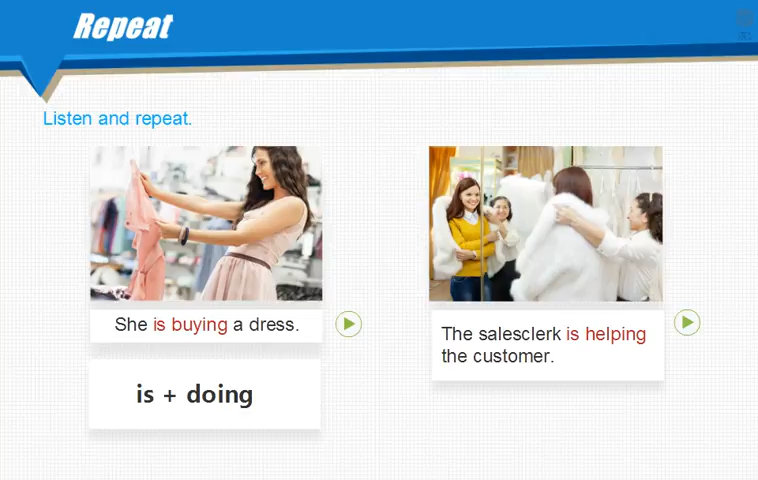 Repeat
Listen and repeat.
She is buying a dress.
is + doing
The salesclerk is helping
the customer.